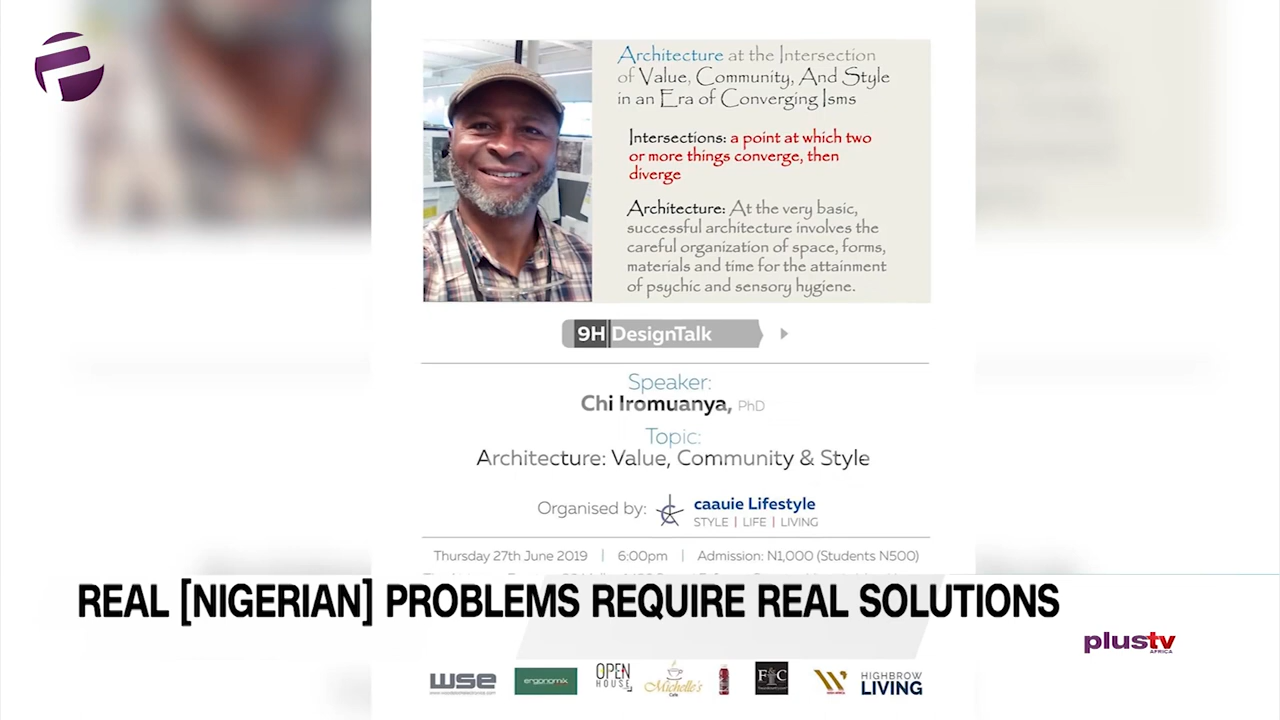 Architecture at the Intersection
of Value, Community, And Style
in an Era of Converging Isms
Intersections: a point at which two
or more things converge, then
diverge
Architecture: At the very basic,
successful architecture involves the
careful organization of space, forms,
materials and time for the attainment
of psychic and sensory hygiene.
9H DesignTalk
Speaker:
Chi Iromuanya, PhD
Topic:
Architecture: Value, Community & Style
Organised by: caauie Lifestyle
STYLE | LIFE | LIVING
Thursday 27th June 2019 | 6:00pm | Admission: N1,000 (Students N500)
REAL [NIGERIAN] PROBLEMS REQUIRE REAL SOLUTIONS
plustv
AFRICA
wse
ergonomix
OPEN
HOUSE
Michelle's
Cafe
HIGHBROW
LIVING